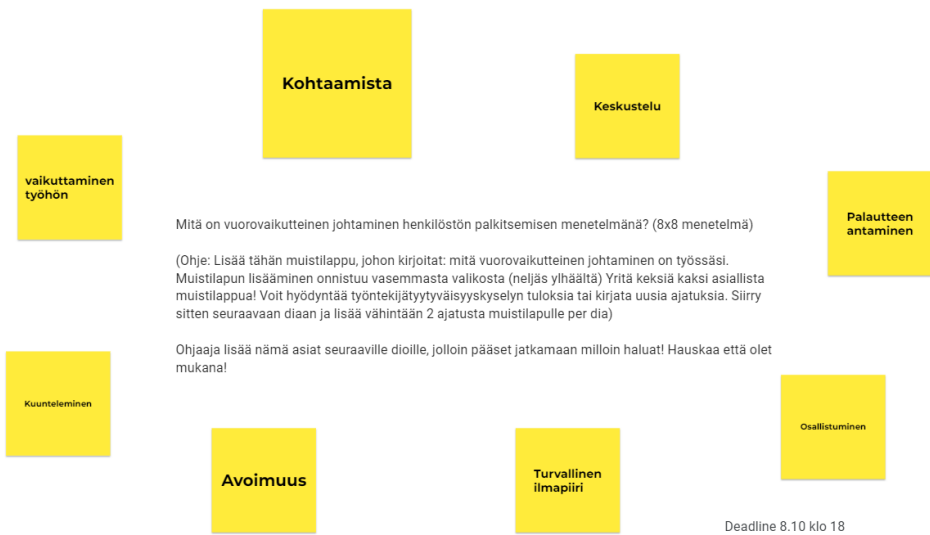 Kohtaamista
Keskustelu
vaikuttaminen
työhön
Palautteen
antaminen
Mitä on vuorovaikutteinen johtaminen henkilöstön palkitsemisen menetelmänä? (8x8 menetelmä)
(Ohje: Lisää tähän muistilappu, johon kirjoitat: mitä vuorovaikutteinen johtaminen on työssäsi.
Muistilapun lisääminen onnistuu vasemmasta valikosta (neljäs ylhäältä) Yritä keksiä kaksi asiallista
muistilappua! Voit hyödyntää työntekijätyytyväisyyskyselyn tuloksia tai kirjata uusia ajatuksia. Siirry
sitten seuraavaan diaan ja lisää vähintään 2 ajatusta muistilapulle per dia)
Ohjaaja lisää nämä asiat seuraaville dioille, jolloin pääset jatkamaan milloin haluat! Hauskaa että olet
mukana!
Kuunteleminen
Osallistuminen
Avoimuus
Turvallinen
ilmapiiri
Deadline 8.10 klo 18